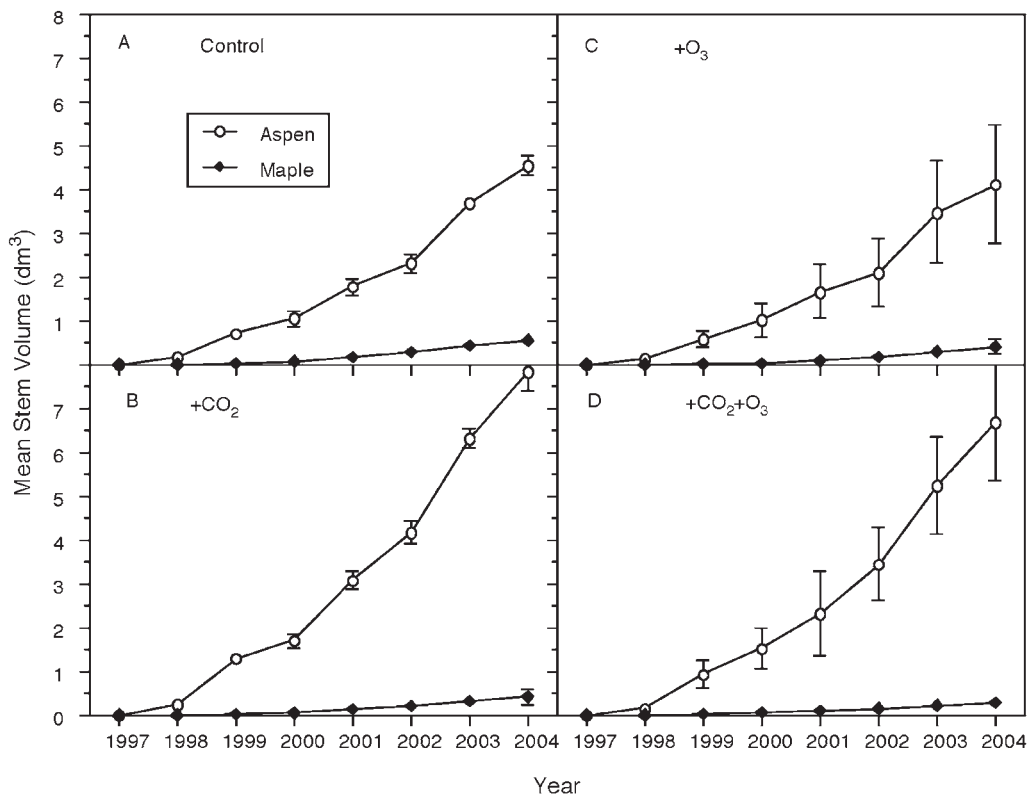 A Control
Aspen
Maple
C +O3
B +CO2
D +CO2+O3
Mean Stem Volume (dm3)
8
7
6
5
4
3
2
1
7
6
5
4
3
2
1
0
1997 1998 1999 2000 2001 2002 2003 2004 1997 1998 1999 2000 2001 2002 2003 2004
Year